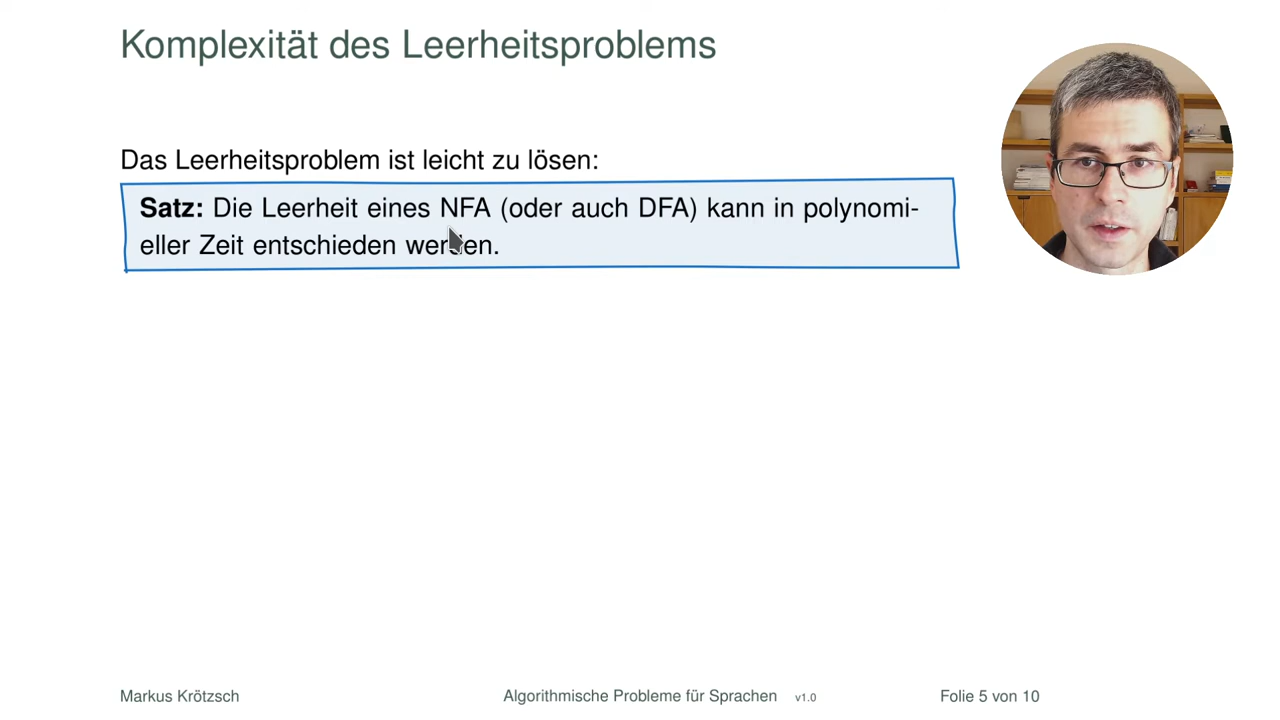 Komplexität des Leerheitsproblems
Das Leerheitsproblem ist leicht zu lösen:
Satz: Die Leerheit eines NFA (oder auch DFA) kann in polynomi-
eller Zeit entschieden werden.
Markus Krötzsch
Algorithmische Probleme für Sprachen
v1.0
Folie 5 von 10